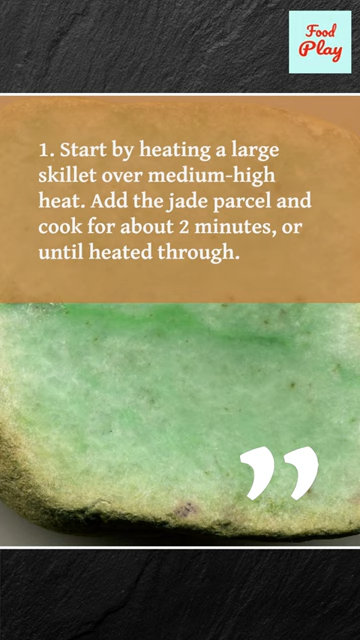 Food
Play
1. Start by heating a large
skillet over medium-high
heat. Add the jade parcel and
cook for about 2 minutes, or
until heated through.
”